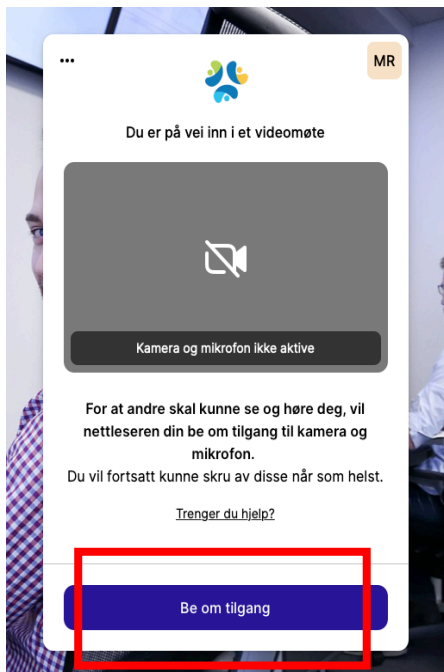 MR
Du er på vei inn i et videomøte
Kamera og mikrofon ikke aktive
For at andre skal kunne se og høre deg, vil
nettleseren din be om tilgang til kamera og
mikrofon.
Du vil fortsatt kunne skru av disse når som helst.
Trenger du hjelp?
Be om tilgang